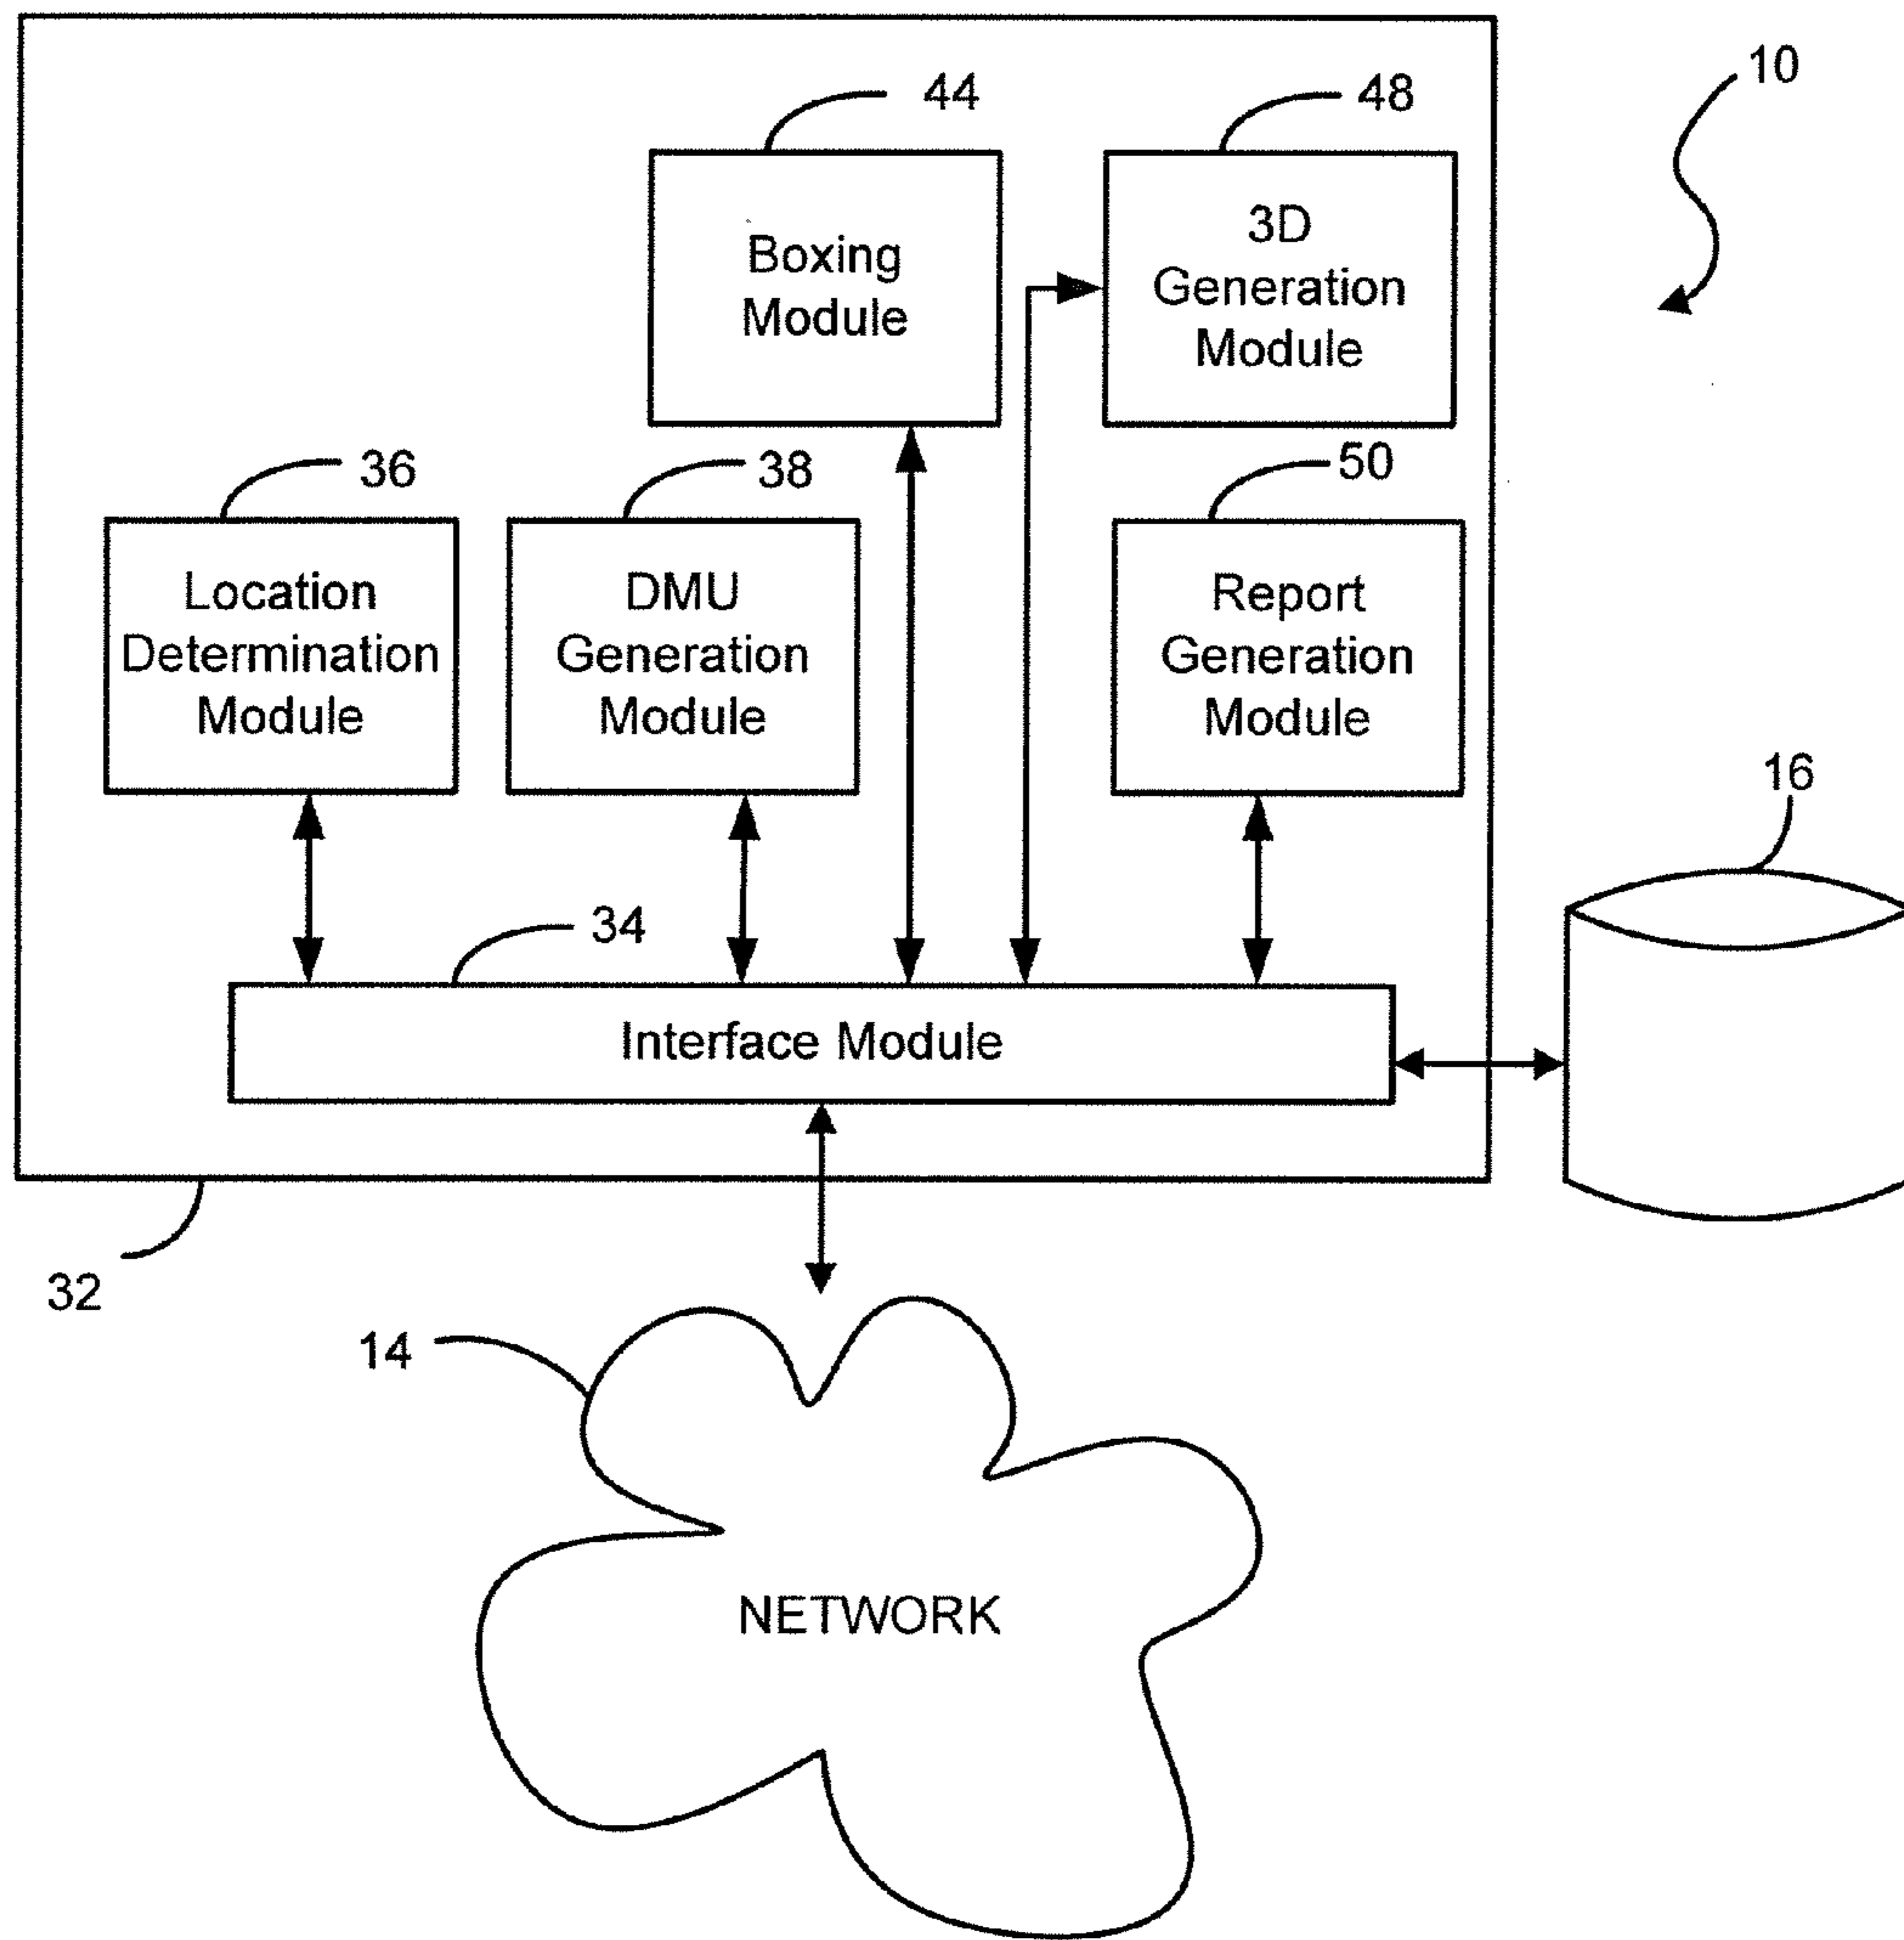 10
44
48
Boxing
Module
3D
Generation
Module
36
38
50
Location
Determination
Module
DMU
Generation
Module
Report
Generation
Module
16
34
Interface Module
32
14
NETWORK